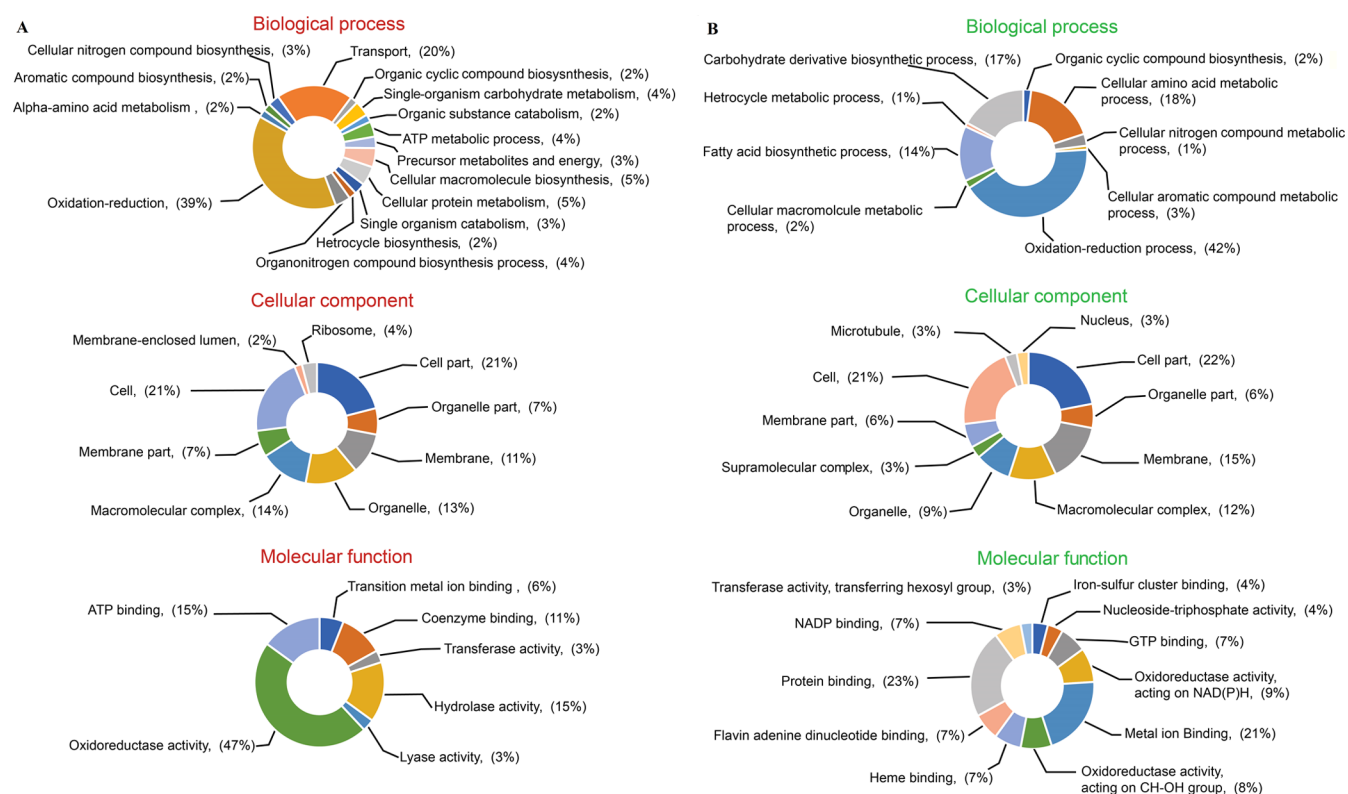 A
Biological process
Cellular nitrogen compound biosynthesis, (3%)
Transport, (20%)
Aromatic compound biosynthesis, (2%)
Organic cyclic compound biosysnthesis, (2%)
Single-organism carbohydrate metabolism, (4%)
Alpha-amino acid metabolism , (2%)
Organic substance catabolism, (2%)
ATP metabolic process, (4%)
Precursor metabolites and energy, (3%)
Cellular macromolecule biosynthesis, (5%)
Oxidation-reduction, (39%)
Cellular protein metabolism, (5%)
Single organism catabolism, (3%)
Hetrocycle biosynthesis, (2%)
Organonitrogen compound biosynthesis process, (4%)
Cellular component
Ribosome, (4%)
Membrane-enclosed lumen, (2%)
Cell part, (21%)
Cell, (21%)
Organelle part, (7%)
Membrane part, (7%)
Membrane, (11%)
Macromolecular complex, (14%)
Organelle, (13%)
Molecular function
Transition metal ion binding , (6%)
ATP binding, (15%)
Coenzyme binding, (11%)
Transferase activity, (3%)
Hydrolase activity, (15%)
Oxidoreductase activity, (47%)
Lyase activity, (3%)
B
Biological process
Carbohydrate derivative biosynthetic process, (17%)
Organic cyclic compound biosynthesis, (2%)
Cellular amino acid metabolic
process, (18%)
Hetrocycle metabolic process, (1%)
Cellular nitrogen compound metabolic
process, (1%)
Fatty acid biosynthetic process, (14%)
Cellular aromatic compound metabolic
process, (3%)
Cellular macromolcule metabolic
process, (2%)
Oxidation-reduction process, (42%)
Cellular component
Nucleus, (3%)
Microtubule, (3%)
Cell part, (22%)
Cell, (21%)
Organelle part, (6%)
Membrane part, (6%)
Membrane, (15%)
Supramolecular complex, (3%)
Organelle, (9%)
Macromolecular complex, (12%)
Molecular function
Transferase activity, transferring hexosyl group, (3%)
Iron-sulfur cluster binding, (4%)
Nucleoside-triphosphate activity, (4%)
NADP binding, (7%)
GTP binding, (7%)
Protein binding, (23%)
Oxidoreductase activity,
acting on NAD(P)H, (9%)
Flavin adenine dinucleotide binding, (7%)
Metal ion Binding, (21%)
Heme binding, (7%)
Oxidoreductase activity,
acting on CH-OH group, (8%)